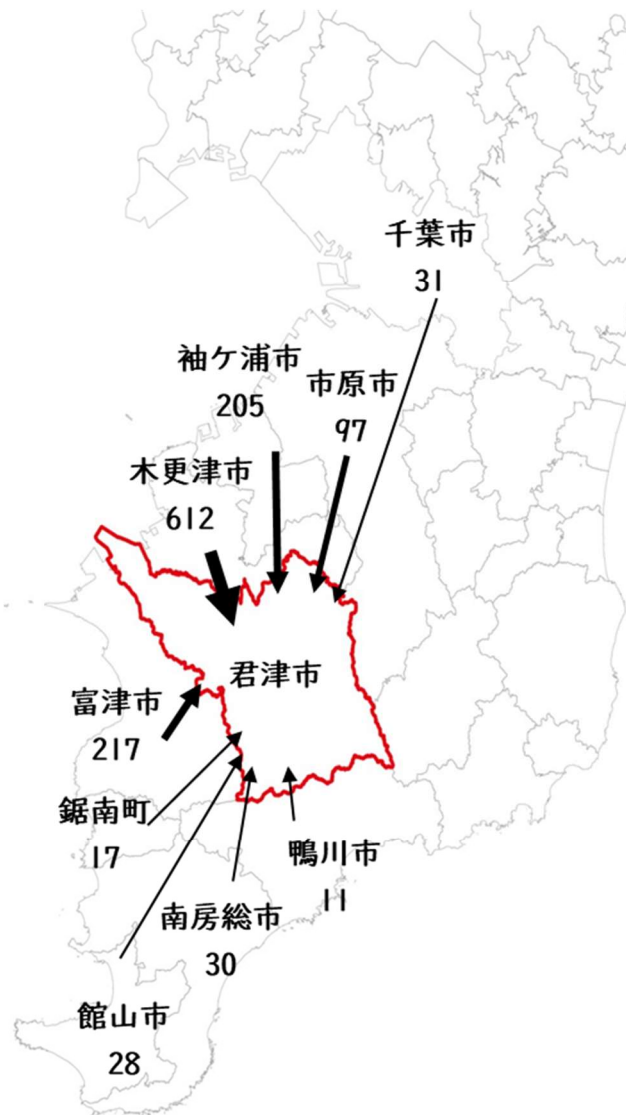 千葉市
31
袖ケ浦市
205
市原市
97
木更津市
612
君津市
富津市
217
鋸南町
17
鴨川市
11
南房総市
30
館山市
28